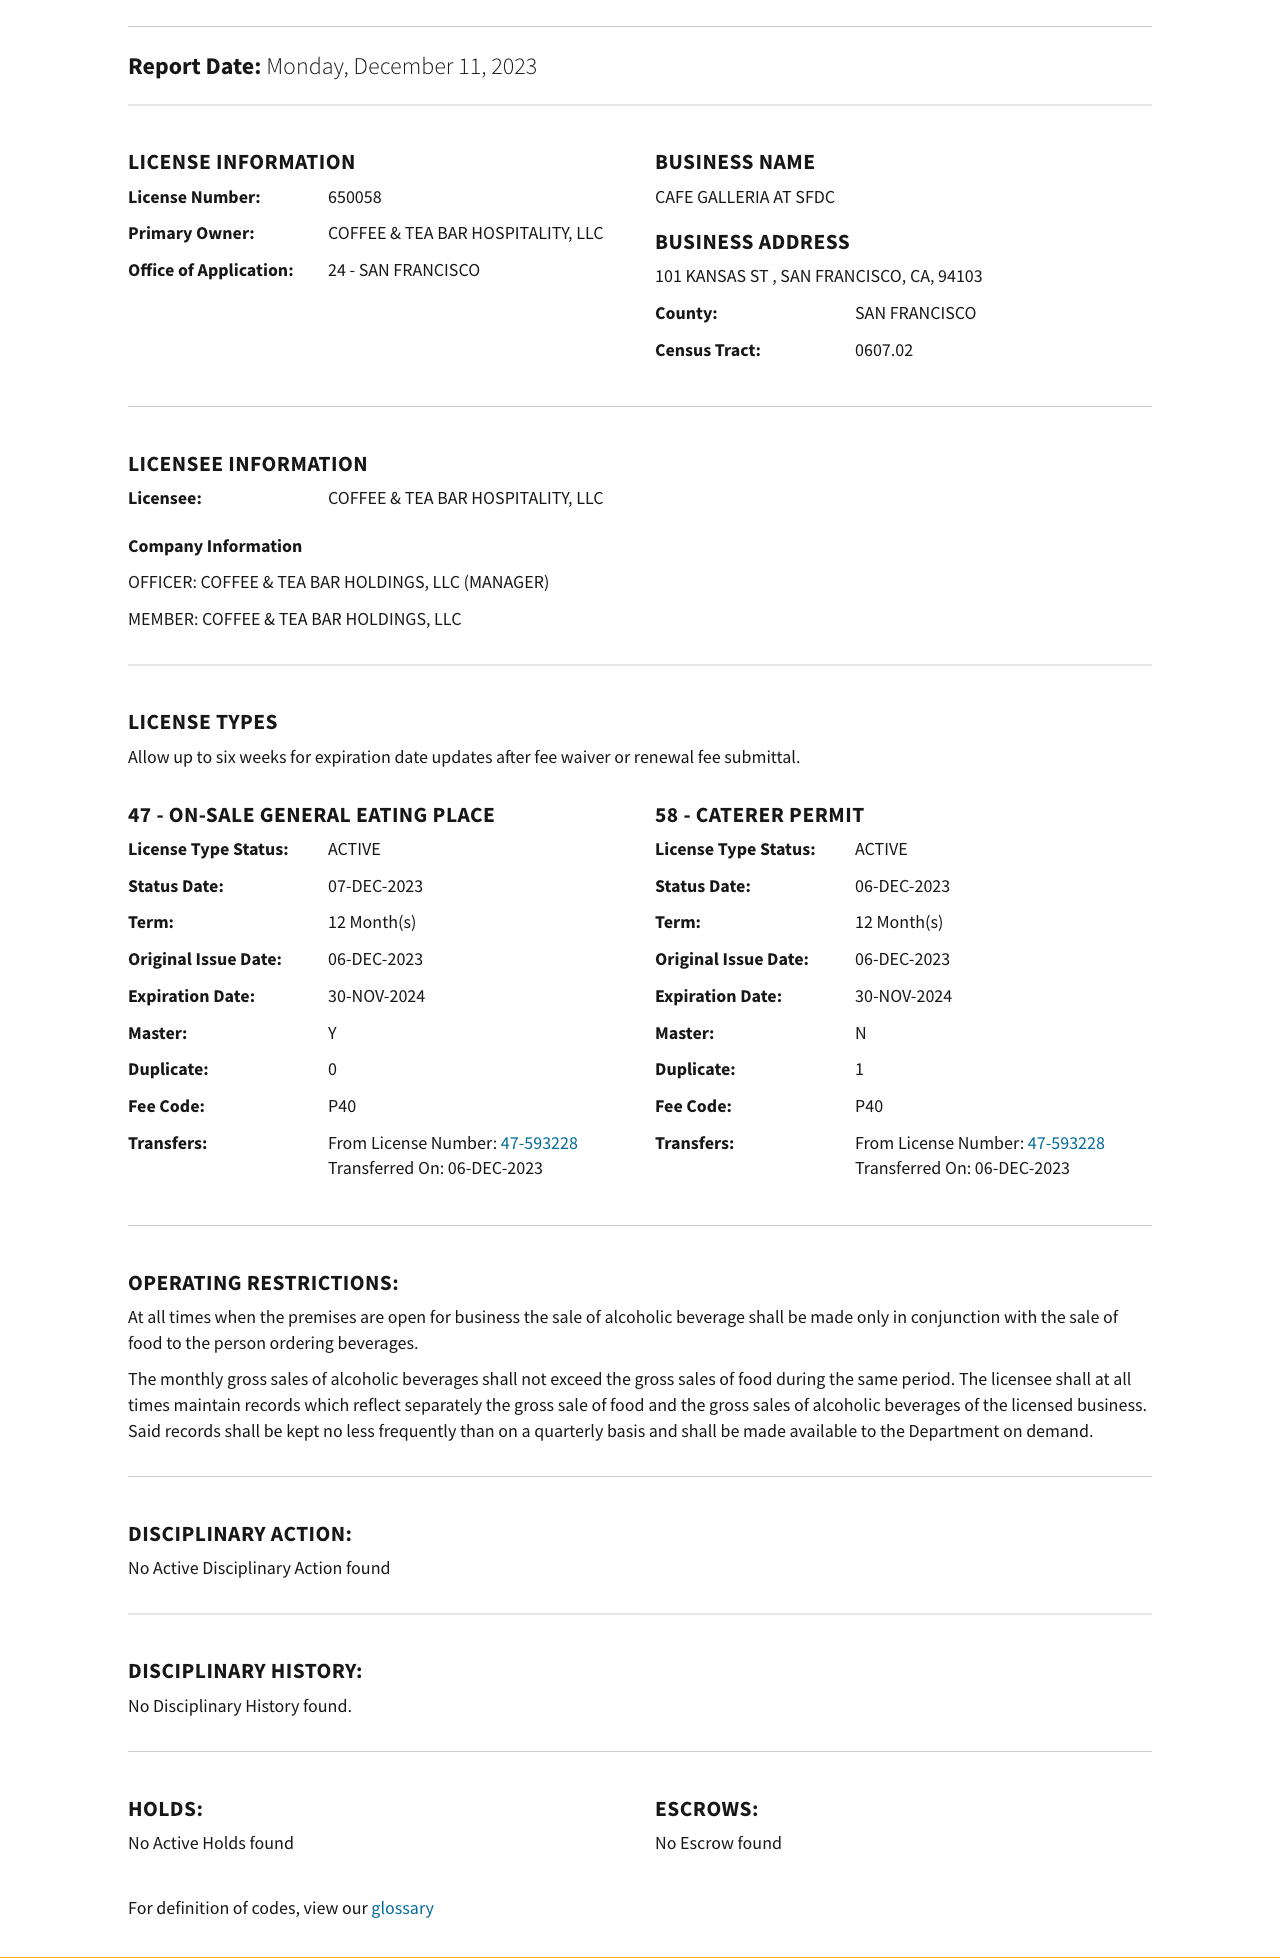 Report Date: Monday, December 11, 2023
LICENSE INFORMATION
License Number: 650058
Primary Owner: COFFEE & TEA BAR HOSPITALITY, LLC
Office of Application: 24 - SAN FRANCISCO
BUSINESS NAME
CAFE GALLERIA AT SFDC
BUSINESS ADDRESS
101 KANSAS ST , SAN FRANCISCO, CA, 94103
County: SAN FRANCISCO
Census Tract: 0607.02
LICENSEE INFORMATION
Licensee: COFFEE & TEA BAR HOSPITALITY, LLC
Company Information
OFFICER: COFFEE & TEA BAR HOLDINGS, LLC (MANAGER)
MEMBER: COFFEE & TEA BAR HOLDINGS, LLC
LICENSE TYPES
Allow up to six weeks for expiration date updates after fee waiver or renewal fee submittal.
47 - ON-SALE GENERAL EATING PLACE
License Type Status: ACTIVE
Status Date: 07-DEC-2023
Term: 12 Month(s)
Original Issue Date: 06-DEC-2023
Expiration Date: 30-NOV-2024
Master: Y
Duplicate: 0
Fee Code: P40
Transfers: From License Number: 47-593228
Transferred On: 06-DEC-2023
58 - CATERER PERMIT
License Type Status: ACTIVE
Status Date: 06-DEC-2023
Term: 12 Month(s)
Original Issue Date: 06-DEC-2023
Expiration Date: 30-NOV-2024
Master: N
Duplicate: 1
Fee Code: P40
Transfers: From License Number: 47-593228
Transferred On: 06-DEC-2023
OPERATING RESTRICTIONS:
At all times when the premises are open for business the sale of alcoholic beverage shall be made only in conjunction with the sale of
food to the person ordering beverages.
The monthly gross sales of alcoholic beverages shall not exceed the gross sales of food during the same period. The licensee shall at all
times maintain records which reflect separately the gross sale of food and the gross sales of alcoholic beverages of the licensed business.
Said records shall be kept no less frequently than on a quarterly basis and shall be made available to the Department on demand.
DISCIPLINARY ACTION:
No Active Disciplinary Action found
DISCIPLINARY HISTORY:
No Disciplinary History found.
HOLDS:
No Active Holds found
ESCROWS:
No Escrow found
For definition of codes, view our glossary